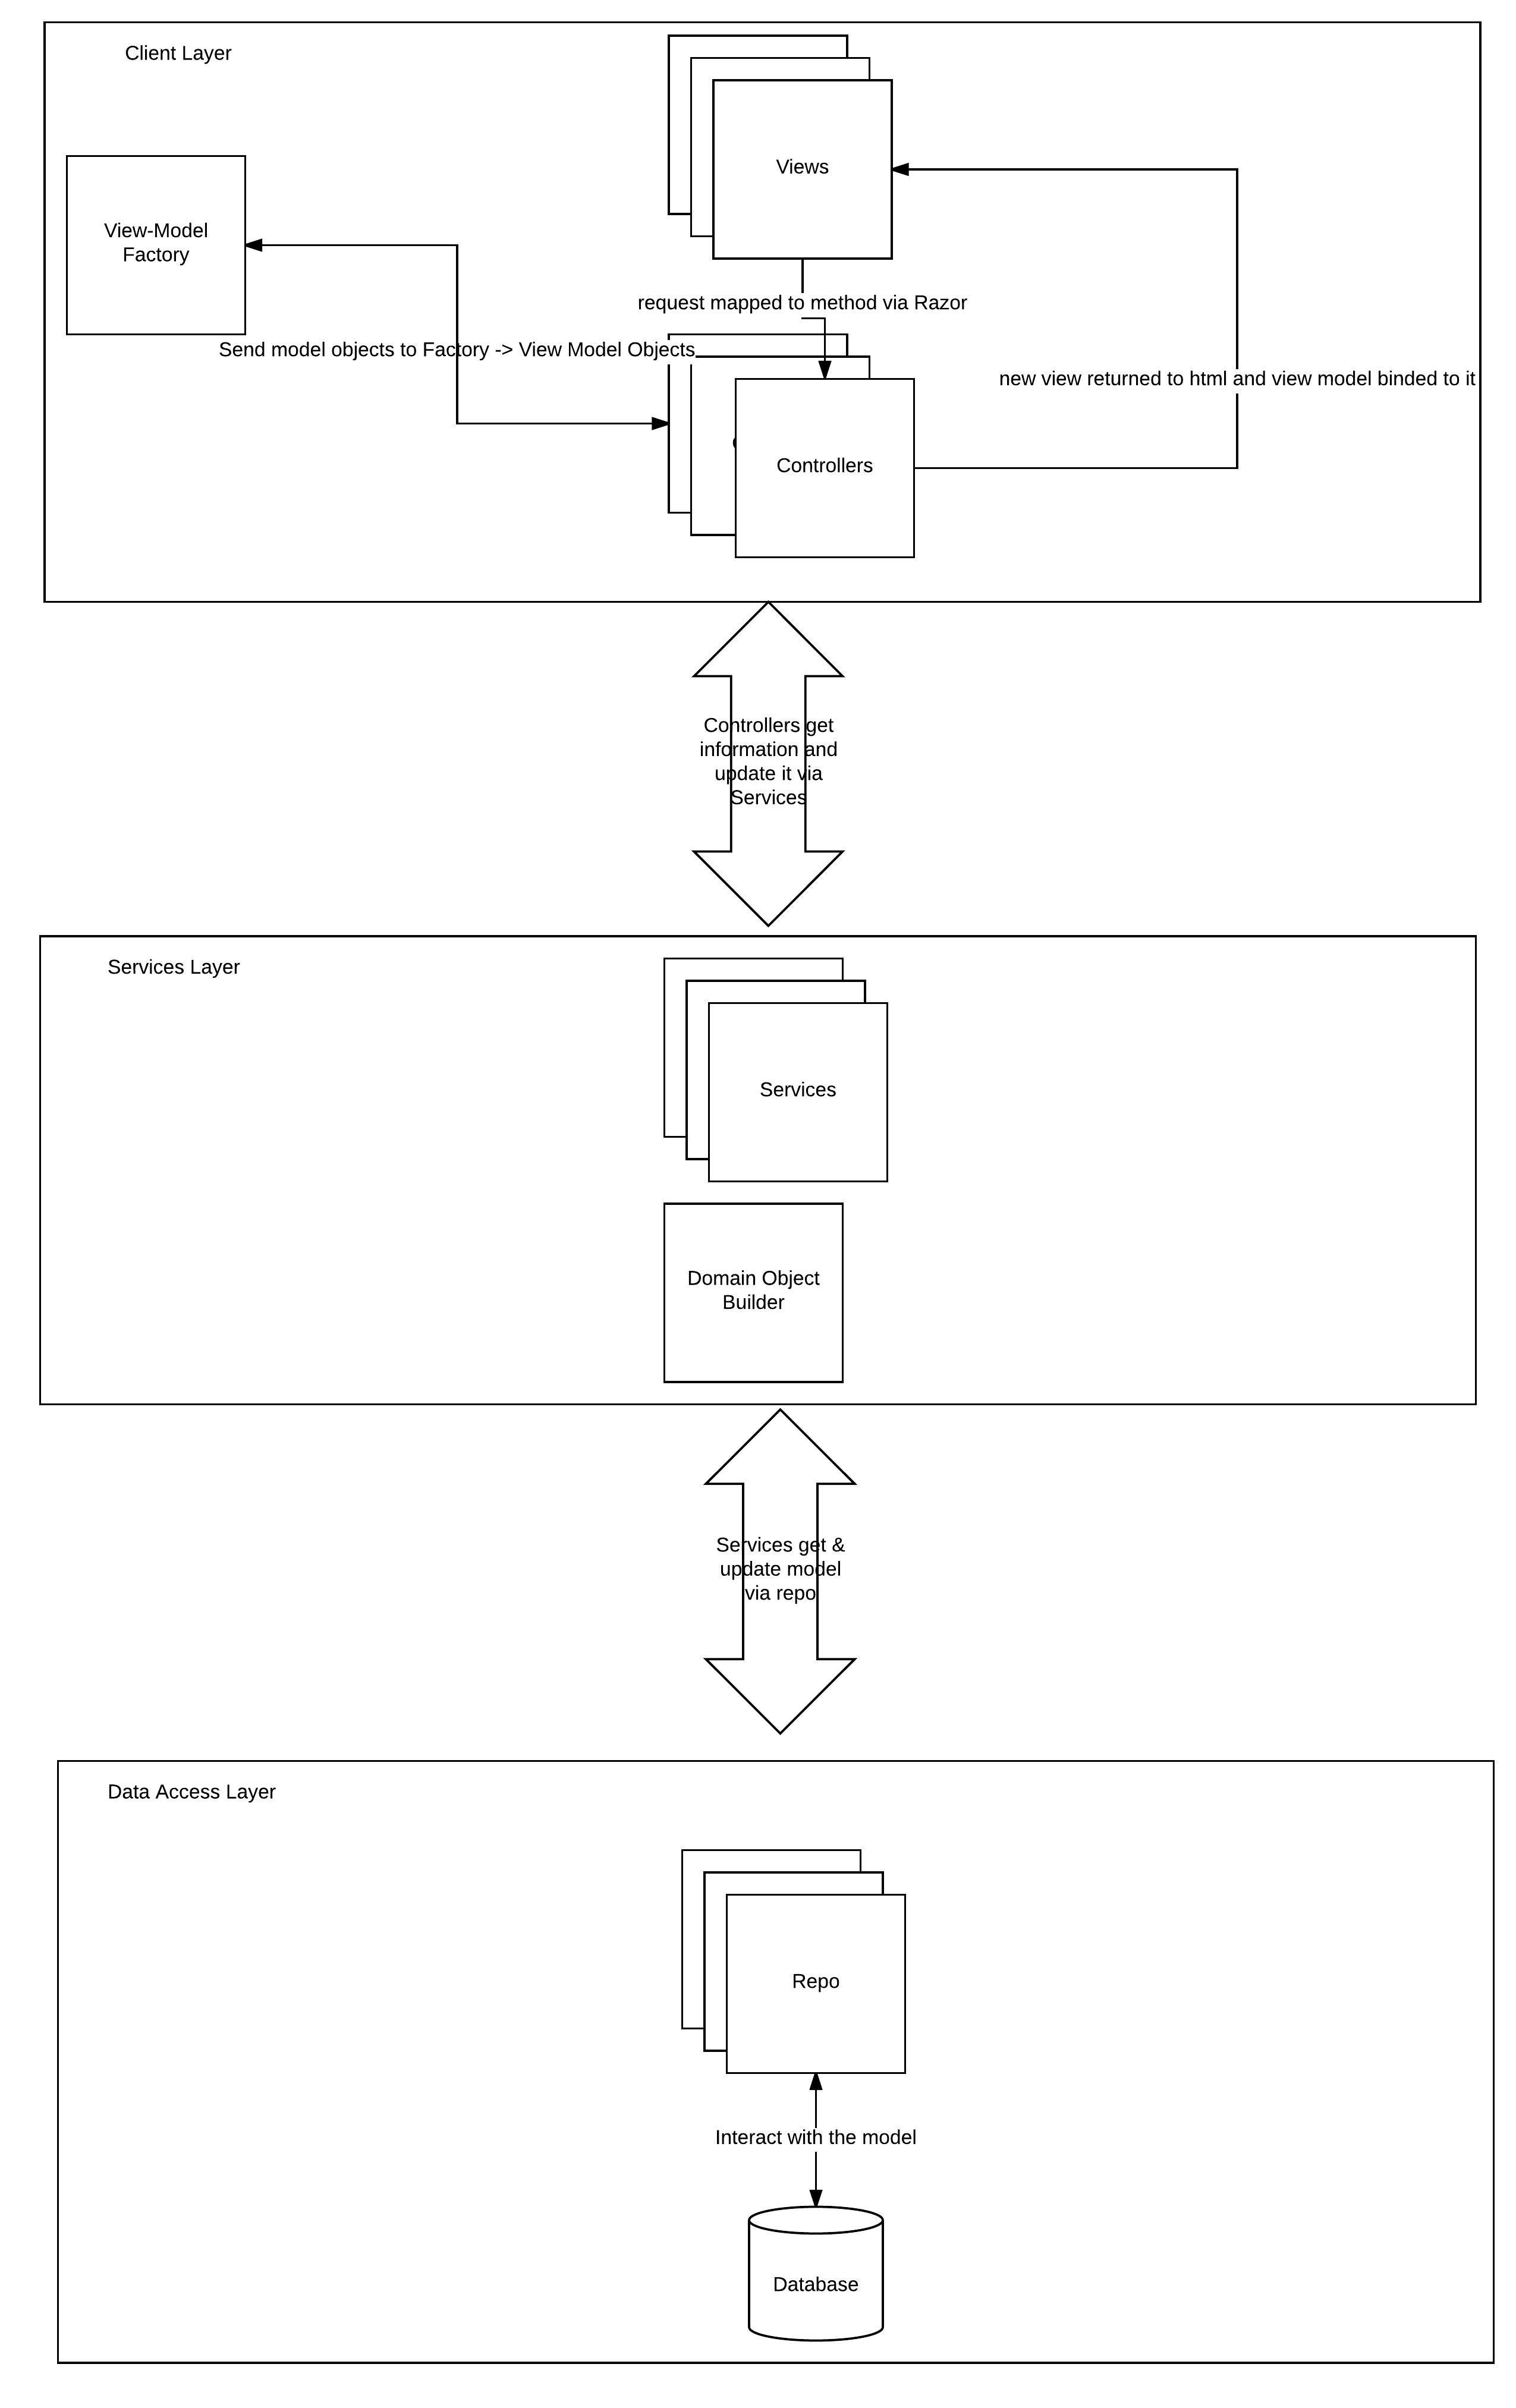 Client Layer
Views
View-Model
Factory
request mapped to method via Razor
Send model objects to Factory -> View Model Objects
new view returned to html and view model binded to it
Controllers
Controllers get
information and
update it via
Services
Services Layer
Services
Domain Object
Builder
Services get &
update model
via repo
Data Access Layer
Repo
Interact with the model
Database